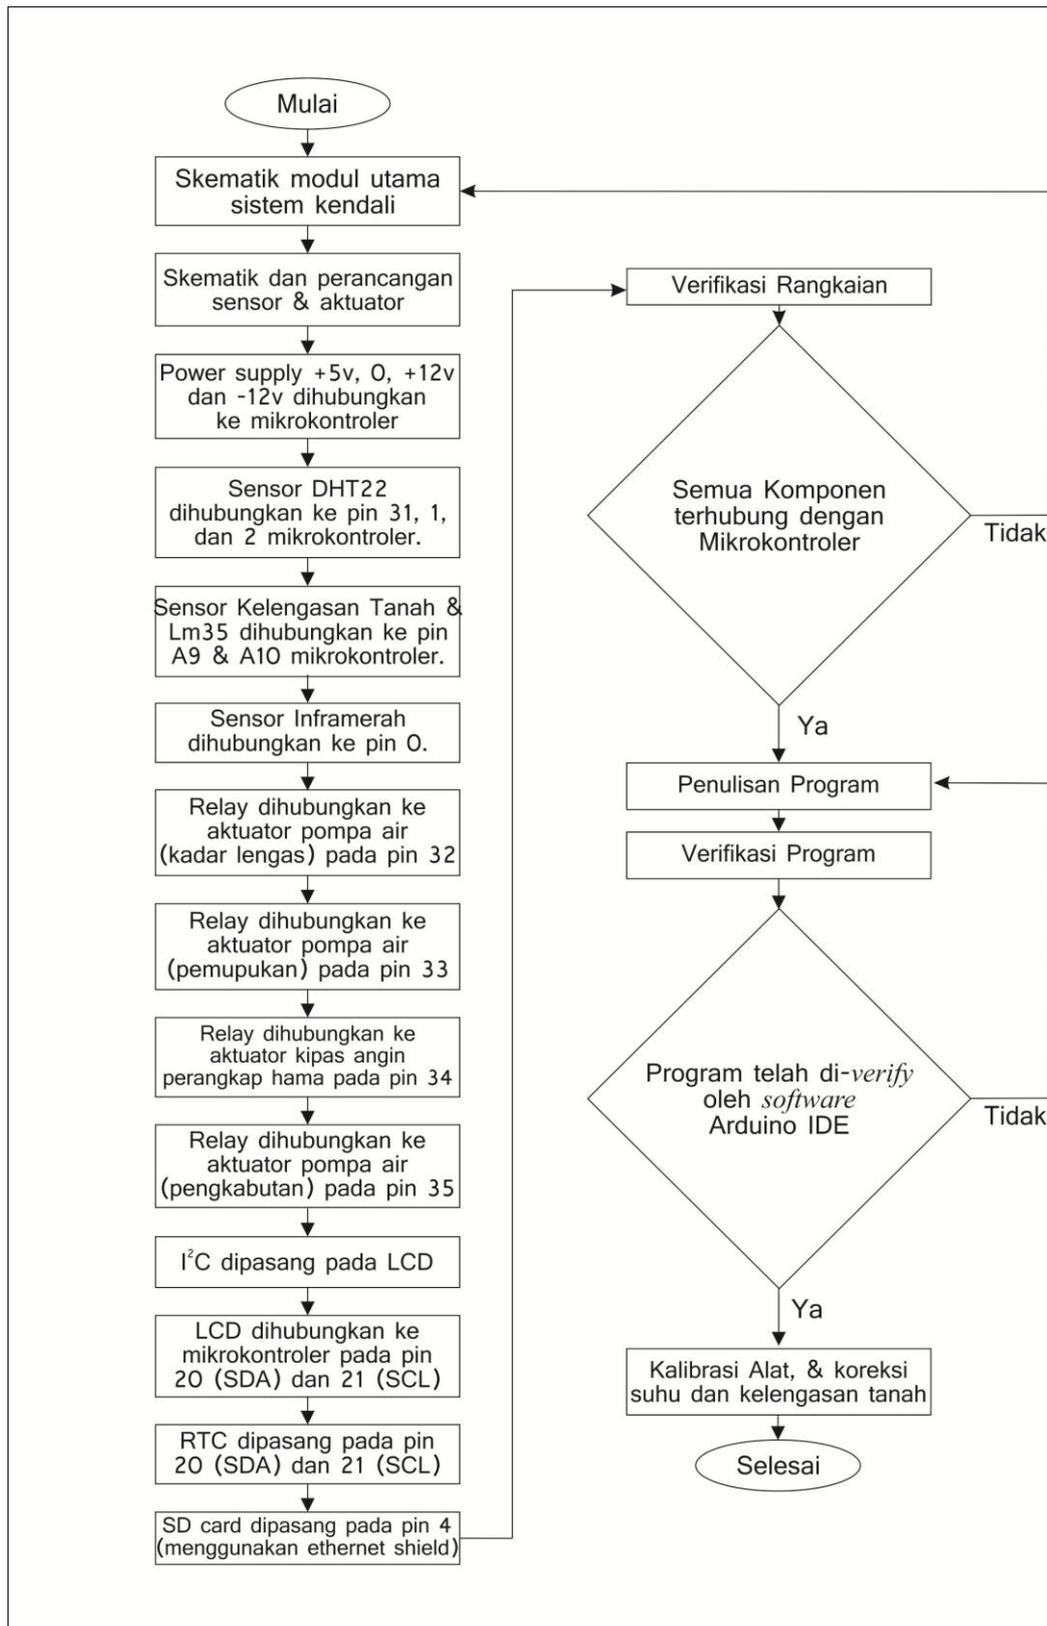 Mulai
Skematik modul utama
sistem kendali
Skematik dan perancangan
sensor & aktuator
Power supply +5v, 0, +12v
dan -12v dihubungkan
ke mikrokontroler
Sensor DHT22
dihubungkan ke pin 31, 1,
dan 2 mikrokontroler.
Sensor Kelengasan Tanah &
Lm35 dihubungkan ke pin
A9 & A10 mikrokontroler.
Sensor Inframerah
dihubungkan ke pin 0.
Relay dihubungkan ke
aktuator pompa air
(kadar lengas) pada pin 32
Relay dihubungkan ke
aktuator pompa air
(pemupukan) pada pin 33
Relay dihubungkan ke
aktuator kipas angin
perangkap hama pada pin 34
Relay dihubungkan ke
aktuator pompa air
(pengkabutan) pada pin 35
I²C dipasang pada LCD
LCD dihubungkan ke
mikrokontroler pada pin
20 (SDA) dan 21 (SCL)
RTC dipasang pada pin
20 (SDA) dan 21 (SCL)
SD card dipasang pada pin 4
(menggunakan ethernet shield)
Verifikasi Rangkaian
Semua Komponen
terhubung dengan
Mikrokontroler
Tidak
Ya
Penulisan Program
Verifikasi Program
Program telah di-verify
oleh software
Arduino IDE
Tidak
Ya
Kalibrasi Alat, & koreksi
suhu dan kelengasan tanah
Selesai